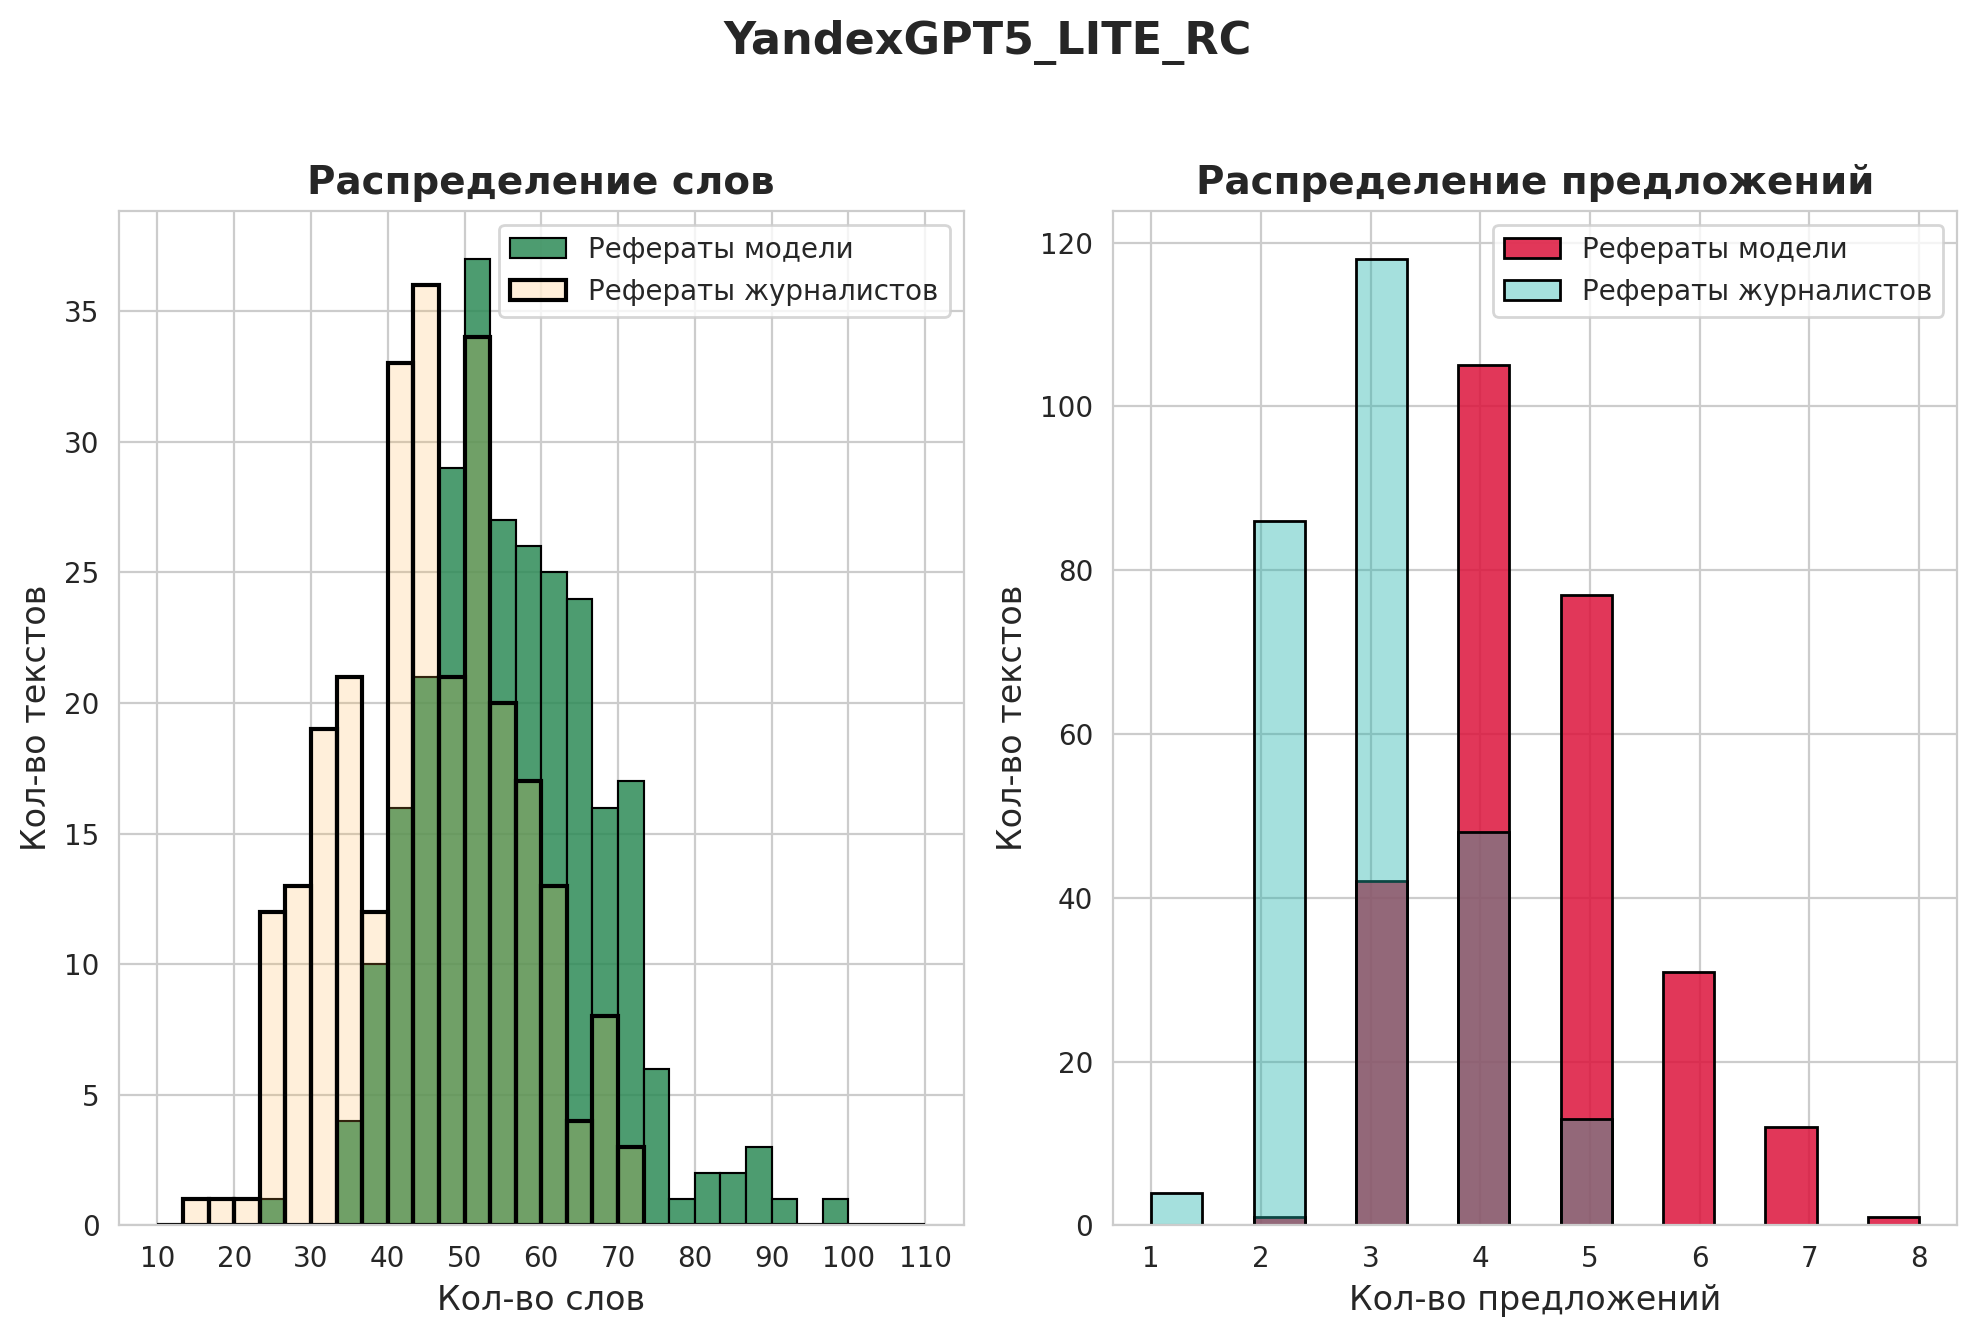 YandexGPT5_LITE_RC
Распределение слов
Рефераты модели
Рефераты журналистов
Кол-во текстов
35
30
25
20
15
10
5
0
10 20 30 40 50 60 70 80 90 100 110
Кол-во слов
Распределение предложений
Рефераты модели
Рефераты журналистов
Кол-во текстов
120
100
80
60
40
20
0
1 2 3 4 5 6 7 8
Кол-во предложений